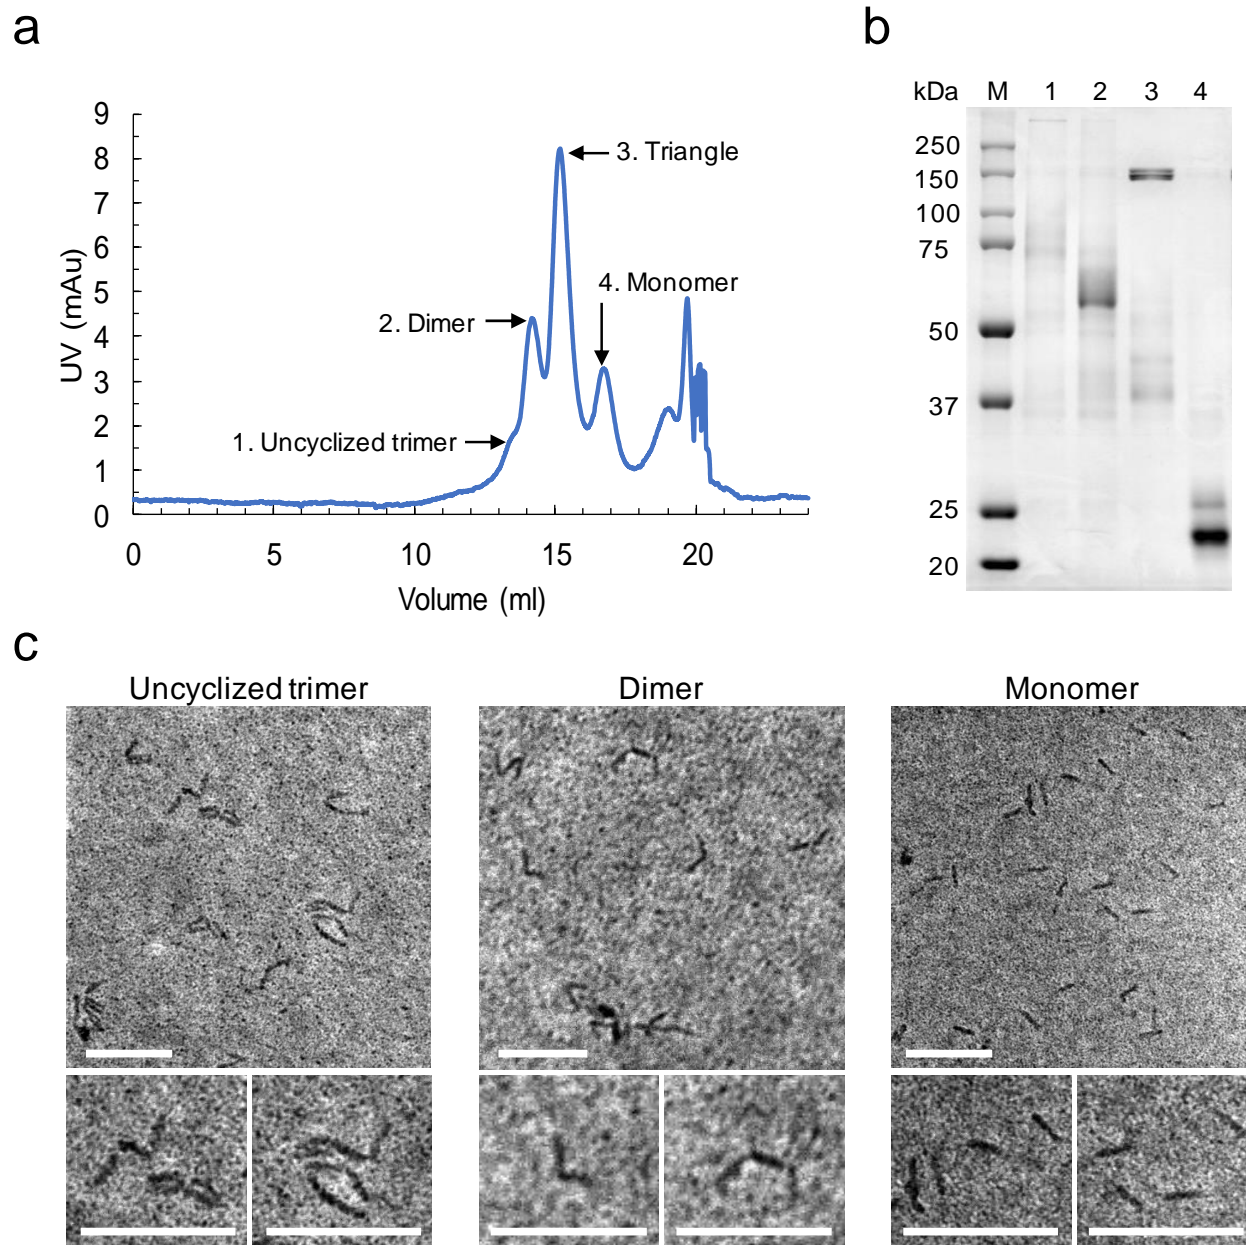 a
b
9
8
7
6
5
4
3
2
1
0
UV (mAu)
0 5 10 15 20
Volume (ml)
3. Triangle
4. Monomer
2. Dimer
1. Uncyclized trimer
kDa M 1 2 3 4
250
150
100
75
50
37
25
20
c
Uncyclized trimer Dimer Monomer